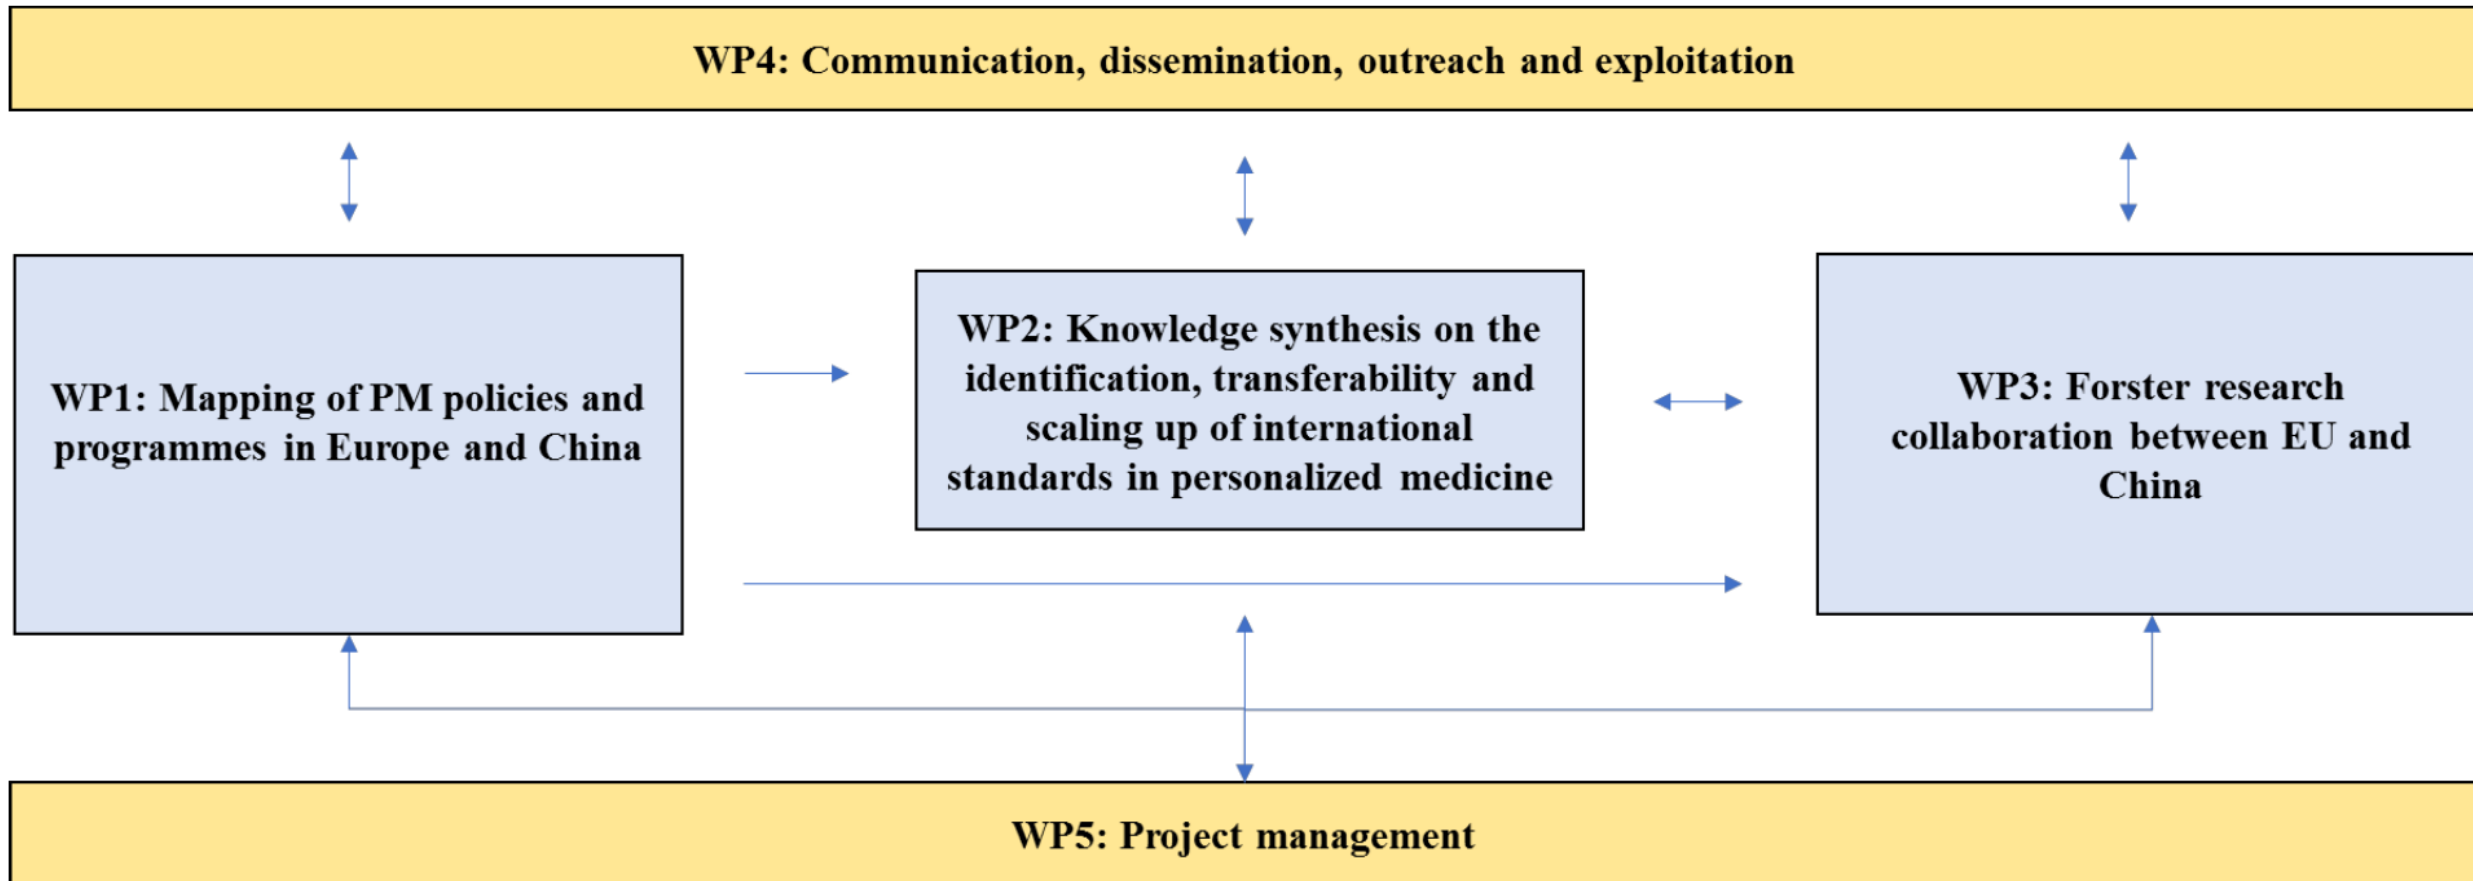 WP4: Communication, dissemination, outreach and exploitation
WP1: Mapping of PM policies and
programmes in Europe and China
WP2: Knowledge synthesis on the
identification, transferability and
scaling up of international
standards in personalized medicine
WP3: Forster research
collaboration between EU and
China
WP5: Project management